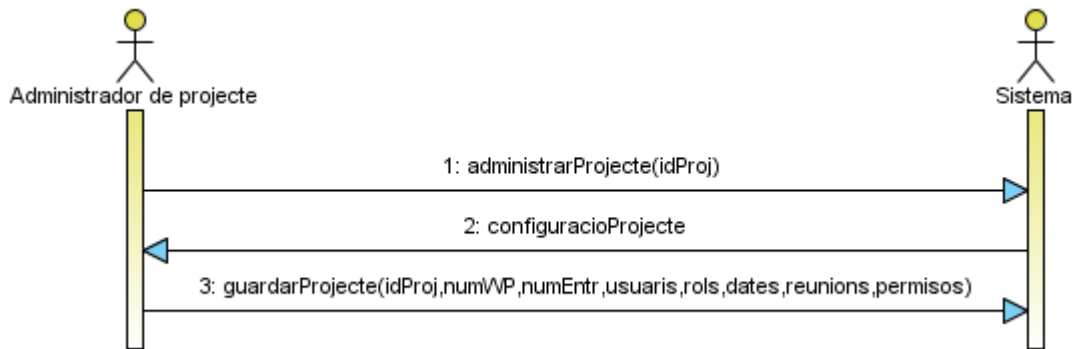 Administrador de projecte
Sistema
1: administrarProjecte(idProj)
2: configuracioProjecte
3: guardarProjecte(idProj,numWP,numEntr,usuaris,rols,dates,reunions,permisos)